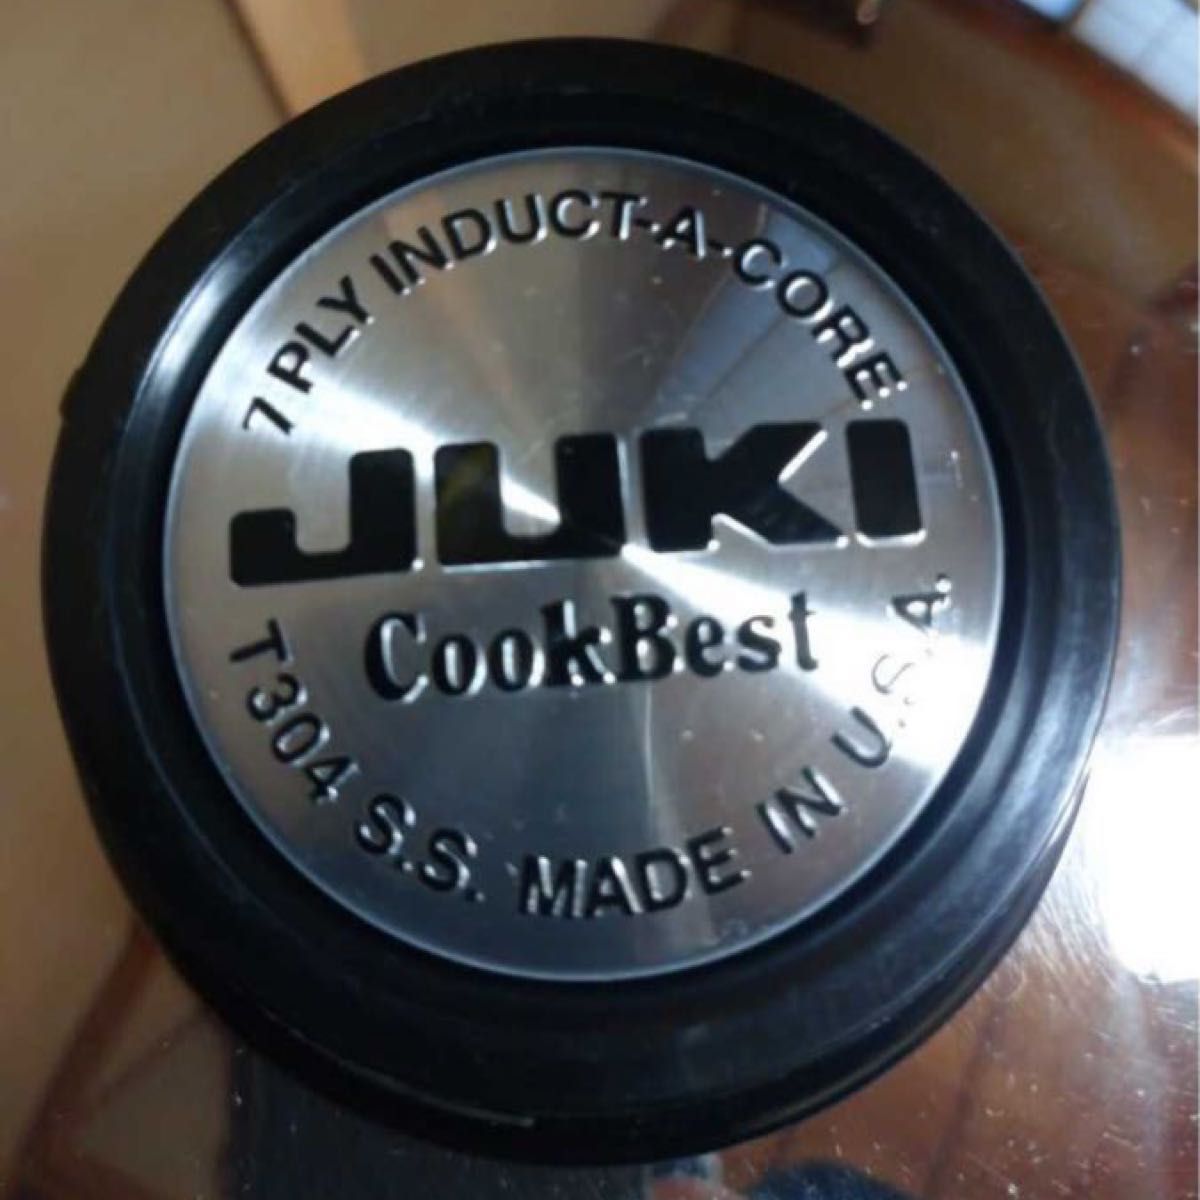 7 PLY INDUCT-A-CORE
JUKI
CookBest
T304 S.S. MADE IN U.S.A.